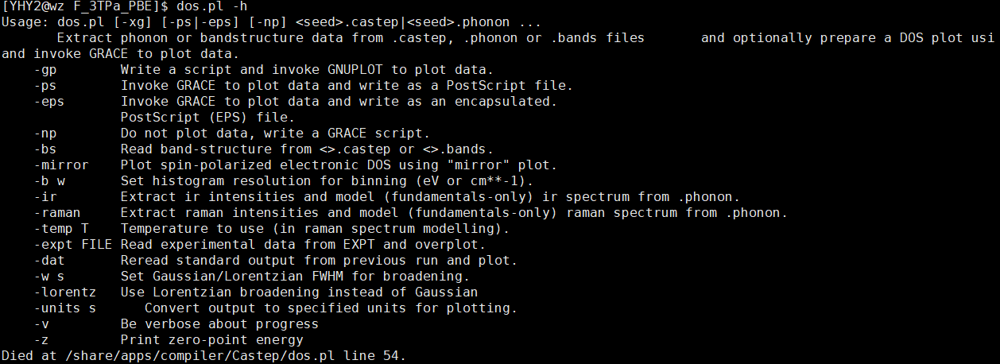 [YHY2@wz F_3TPa_PBE]$ dos.pl -h
Usage: dos.pl [-xg] [-ps|-eps] [-np] <seed>.castep|<seed>.phonon ...
       Extract phonon or bandstructure data from .castep, .phonon or .bands files       and optionally prepare a DOS plot usi
and invoke GRACE to plot data.
    -gp        Write a script and invoke GNUPLOT to plot data.
    -ps        Invoke GRACE to plot data and write as a PostScript file.
    -eps       Invoke GRACE to plot data and write as an encapsulated.
               PostScript (EPS) file.
    -np        Do not plot data, write a GRACE script.
    -bs        Read band-structure from <>.castep or <>.bands.
    -mirror    Plot spin-polarized electronic DOS using "mirror" plot.
    -b w       Set histogram resolution for binning (eV or cm**-1).
    -ir        Extract ir intensities and model (fundamentals-only) ir spectrum from .phonon.
    -raman     Extract raman intensities and model (fundamentals-only) raman spectrum from .phonon.
    -temp T    Temperature to use (in raman spectrum modelling).
    -expt FILE Read experimental data from EXPT and overplot.
    -dat       Reread standard output from previous run and plot.
    -w s       Set Gaussian/Lorentzian FWHM for broadening.
    -lorentz   Use Lorentzian broadening instead of Gaussian
    -units s      Convert output to specified units for plotting.
    -v         Be verbose about progress
    -z         Print zero-point energy
Died at /share/apps/compiler/Castep/dos.pl line 54.